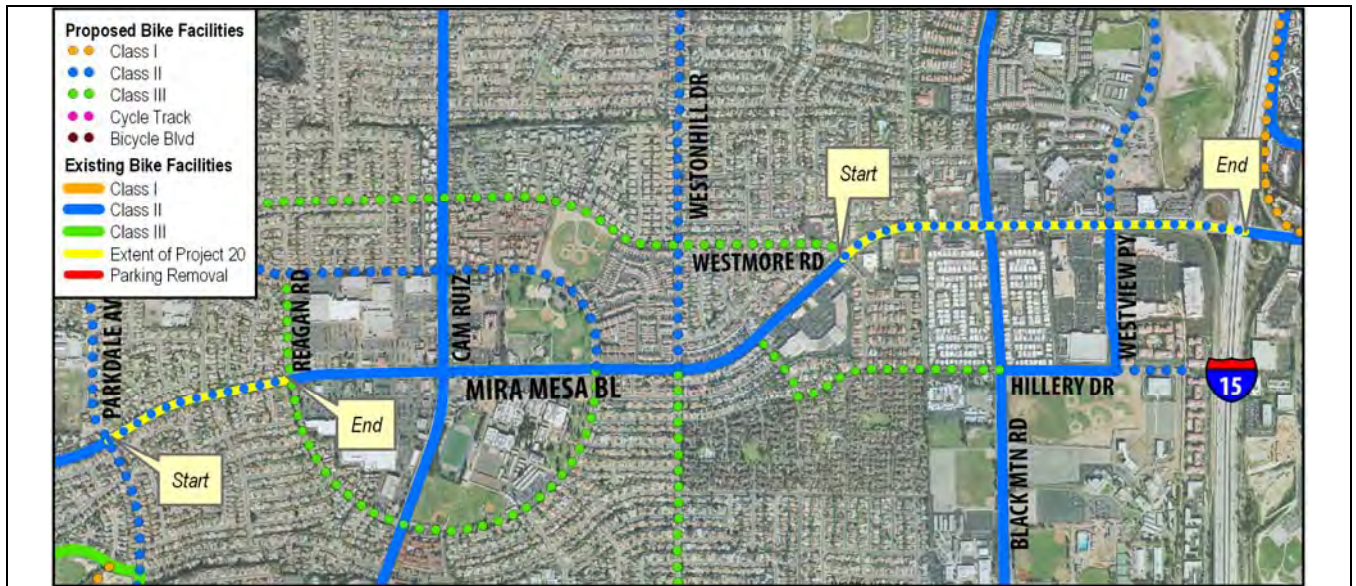 Proposed Bike Facilities
Class I
Class II
Class III
Cycle Track
Bicycle Blvd
Existing Bike Facilities
Class I
Class II
Class III
Extent of Project 20
Parking Removal
WESTONHILL DR
Start
End
WESTMORE RD
PARKDALE AV
REAGAN RD
CAM RUIZ
WESTVIEW PY
MIRA MESA BL
HILLERY DR
15
End
Start
BLACK MTN RD